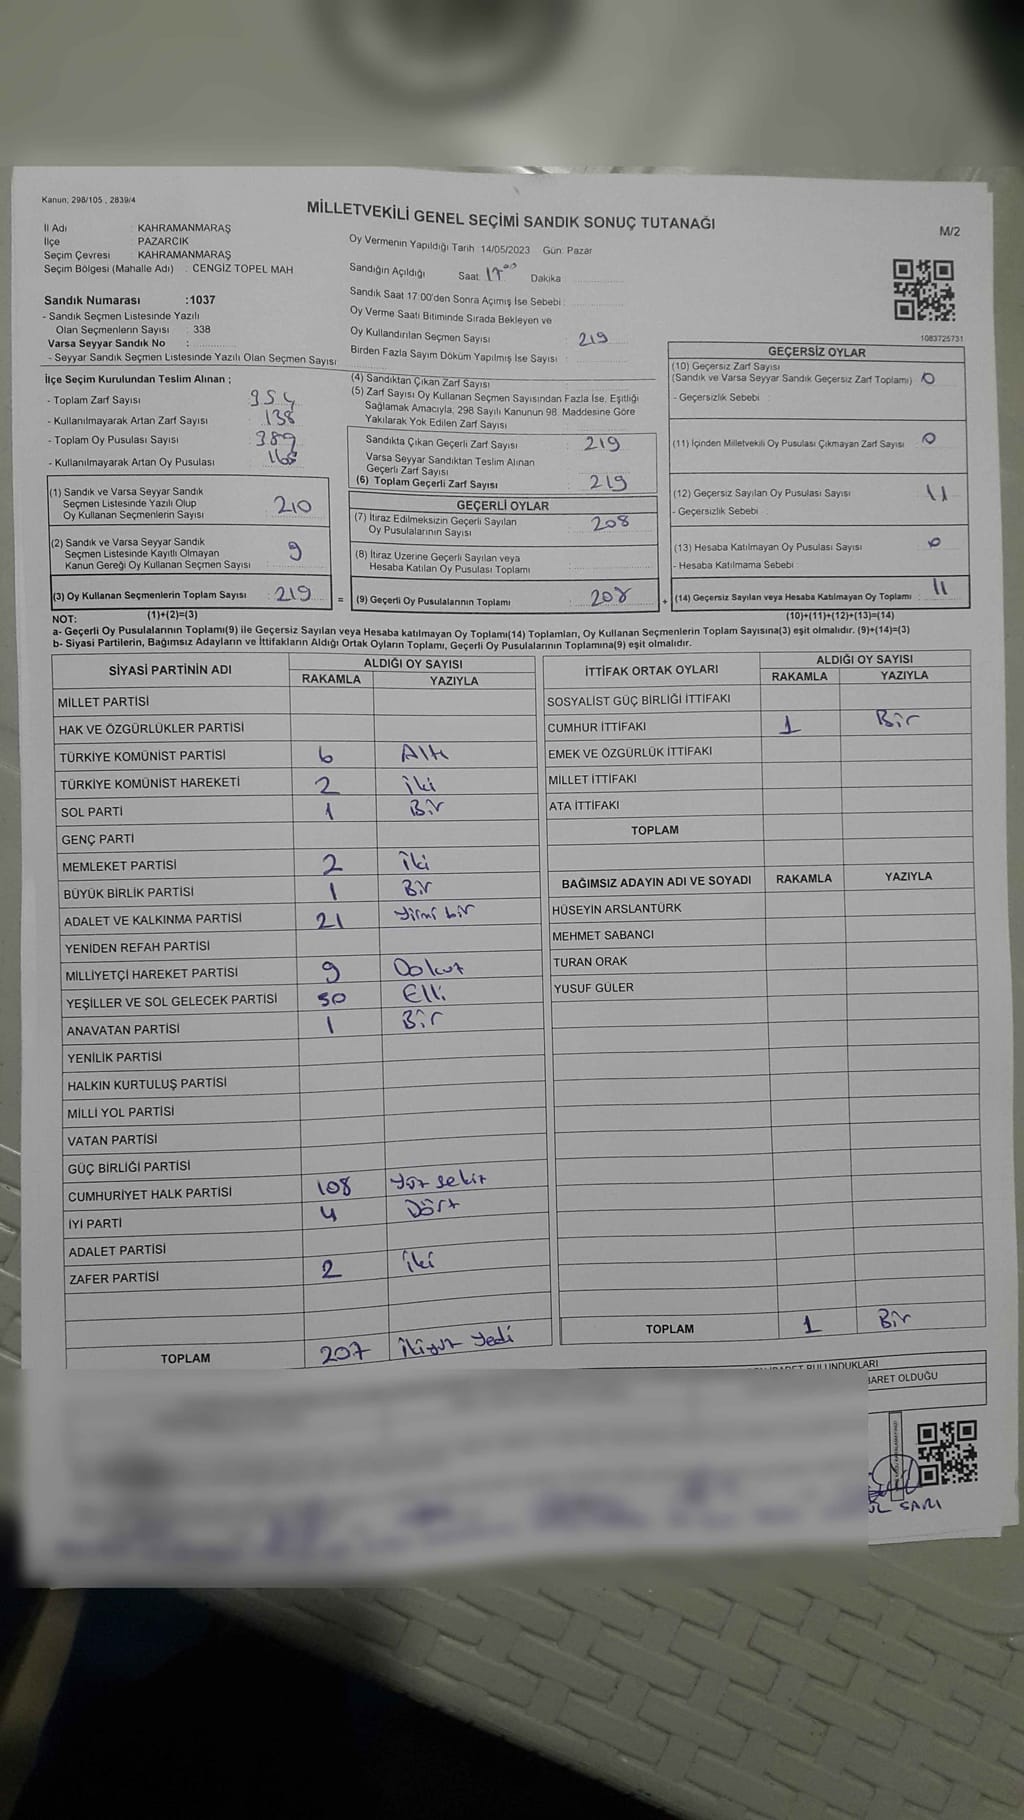 Kanun, 298/105 , 2839/4
MİLLETVEKİLİ GENEL SEÇİMİ SANDIK SONUÇ TUTANAĞI
M/2
İl Adı : KAHRAMANMARAŞ
İlçe : PAZARCIK
Seçim Çevresi : KAHRAMANMARAŞ
Seçim Bölgesi (Mahalle Adı) : CENGİZ TOPEL MAH
Sandık Numarası :1037
- Sandık Seçmen Listesinde Yazılı
Olan Seçmenlerin Sayısı : 338
Varsa Seyyar Sandık No :
- Seyyar Sandık Seçmen Listesinde Yazılı Olan Seçmen Sayısı
Oy Vermenin Yapıldığı Tarih 14/05/2023 Gün: Pazar
Sandığın Açıldığı Saat 17⁰⁰ Dakika
Sandık Saat 17:00'den Sonra Açımış İse Sebebi :
Oy Verme Saati Bitiminde Sırada Bekleyen ve
Oy Kullandırılan Seçmen Sayısı : 219
Birden Fazla Sayım Döküm Yapılmış İse Sayısı :
1083725731
İlçe Seçim Kurulundan Teslim Alınan ;
- Toplam Zarf Sayısı
- Kullanılmayarak Artan Zarf Sayısı : 138
- Toplam Oy Pusulası Sayısı : 389
- Kullanılmayarak Artan Oy Pusulası
(1) Sandık ve Varsa Seyyar Sandık
Seçmen Listesinde Yazılı Olup
Oy Kullanan Seçmenlerin Sayısı : 210
(2) Sandık ve Varsa Seyyar Sandık
Seçmen Listesinde Kayıtlı Olmayan
Kanun Gereği Oy Kullanan Seçmen Sayısı : 9
(3) Oy Kullanan Seçmenlerin Toplam Sayısı : 219
(1)+(2)=(3)
(4) Sandıktan Çıkan Zarf Sayısı :
(5) Zarf Sayısı Oy Kullanan Seçmen Sayısından Fazla İse, Eşitliği
Sağlamak Amacıyla, 298 Sayılı Kanunun 98. Maddesine Göre
Yakılarak Yok Edilen Zarf Sayısı :
Sandıkta Çıkan Geçerli Zarf Sayısı : 219
Varsa Seyyar Sandıktan Teslim Alınan
Geçerli Zarf Sayısı
(6) Toplam Geçerli Zarf Sayısı : 219
GEÇERLİ OYLAR
(7) İtiraz Edilmeksizin Geçerli Sayılan
Oy Pusulalarının Sayısı : 208
(8) İtiraz Üzerine Geçerli Sayılan veya
Hesaba Katılan Oy Pusulası Toplamı :
= (9) Geçerli Oy Pusulalarının Toplamı : 208 +
GEÇERSİZ OYLAR
(10) Geçersiz Zarf Sayısı
(Sandık ve Varsa Seyyar Sandık Geçersiz Zarf Toplamı) : 0
- Geçersizlik Sebebi :
(11) İçinden Milletvekili Oy Pusulası Çıkmayan Zarf Sayısı : 0
(12) Geçersiz Sayılan Oy Pusulası Sayısı : 11
- Geçersizlik Sebebi :
(13) Hesaba Katılmayan Oy Pusulası Sayısı : 0
- Hesaba Katılmama Sebebi :
(14) Geçersiz Sayılan veya Hesaba Katılmayan Oy Toplamı : 11
(10)+(11)+(12)+(13)=(14)
NOT:
a- Geçerli Oy Pusulalarının Toplamı(9) ile Geçersiz Sayılan veya Hesaba katılmayan Oy Toplamı(14) Toplamları, Oy Kullanan Seçmenlerin Toplam Sayısına(3) eşit olmalıdır. (9)+(14)=(3)
b- Siyasi Partilerin, Bağımsız Adayların ve İttifakların Aldığı Ortak Oyların Toplamı, Geçerli Oy Pusulalarının Toplamına(9) eşit olmalıdır.
SİYASİ PARTİNİN ADI ALDIĞI OY SAYISI
RAKAMLA YAZIYLA
MİLLET PARTİSİ
HAK VE ÖZGÜRLÜKLER PARTİSİ
TÜRKİYE KOMÜNİST PARTİSİ 6 Altı
TÜRKİYE KOMÜNİST HAREKETİ 2 İki
SOL PARTİ 1 Bir
GENÇ PARTİ
MEMLEKET PARTİSİ 2 İki
BÜYÜK BİRLİK PARTİSİ 1 Bir
ADALET VE KALKINMA PARTİSİ 21 Yirmi bir
YENİDEN REFAH PARTİSİ
MİLLİYETÇİ HAREKET PARTİSİ 9 Dokuz
YEŞİLLER VE SOL GELECEK PARTİSİ 50 Elli
ANAVATAN PARTİSİ 1 Bir
YENİLİK PARTİSİ
HALKIN KURTULUŞ PARTİSİ
MİLLİ YOL PARTİSİ
VATAN PARTİSİ
GÜÇ BİRLİĞİ PARTİSİ
CUMHURİYET HALK PARTİSİ 108 Yüz sekiz
İYİ PARTİ 4 Dört
ADALET PARTİSİ
ZAFER PARTİSİ 2 İki
TOPLAM 207 İkiyüz Yedi
İTTİFAK ORTAK OYLARI ALDIĞI OY SAYISI
RAKAMLA YAZIYLA
SOSYALİST GÜÇ BİRLİĞİ İTTİFAKI
CUMHUR İTTİFAKI 1 Bir
EMEK VE ÖZGÜRLÜK İTTİFAKI
MİLLET İTTİFAKI
ATA İTTİFAKI
TOPLAM
BAĞIMSIZ ADAYIN ADI VE SOYADI RAKAMLA YAZIYLA
HÜSEYİN ARSLANTÜRK
MEHMET SABANCI
TURAN ORAK
YUSUF GÜLER
TOPLAM 1 Bir
BULUNDUKLARI
BARET OLDUĞU
SARI